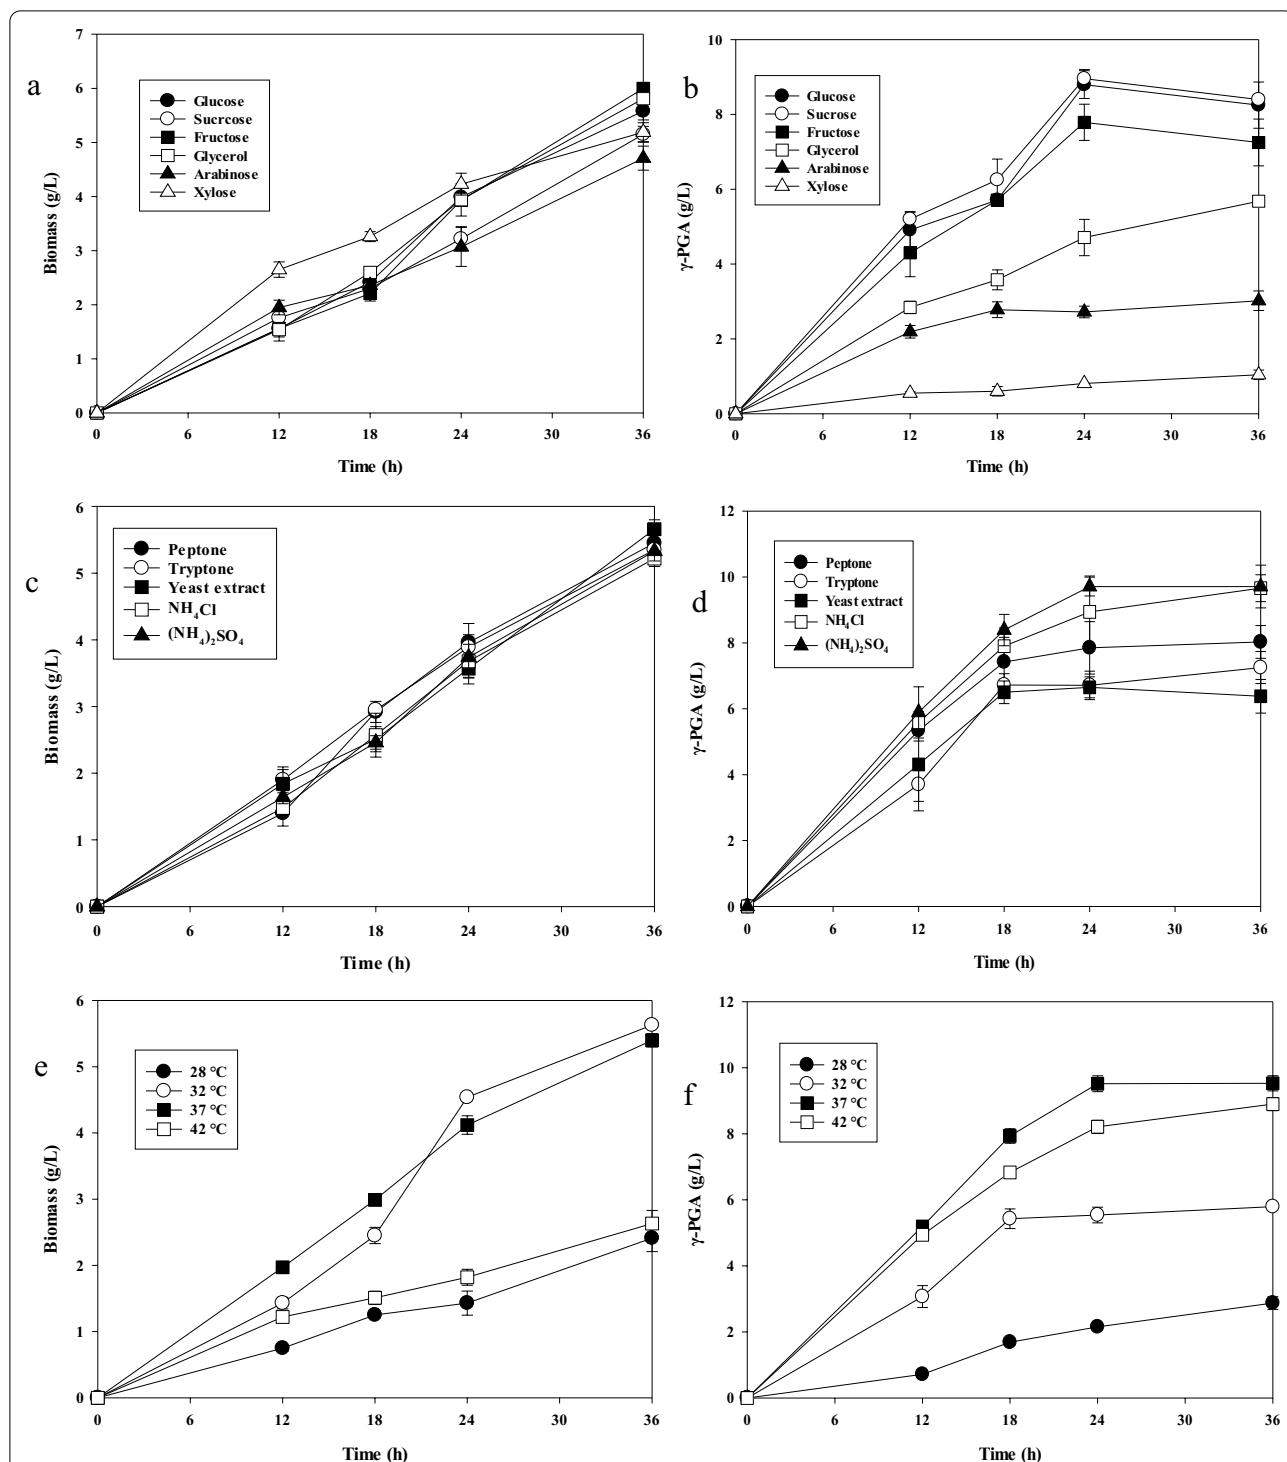 a
Biomass (g/L)
7
6
5
4
3
2
1
0
Glucose
Sucrcose
Fructose
Glycerol
Arabinose
Xylose
0 6 12 18 24 30 36
Time (h)
b
γ-PGA (g/L)
10
8
6
4
2
0
Glucose
Sucrose
Fructose
Glycerol
Arabinose
Xylose
0 6 12 18 24 30 36
Time (h)
c
Biomass (g/L)
6
5
4
3
2
1
0
Peptone
Tryptone
Yeast extract
NH₄Cl
(NH₄)₂SO₄
0 12 18 24 30 36
Time (h)
d
γ-PGA (g/L)
12
10
8
6
4
2
0
Peptone
Tryptone
Yeast extract
NH₄Cl
(NH₄)₂SO₄
0 12 18 24 30 36
Time (h)
e
Biomass (g/L)
6
5
4
3
2
1
0
28 °C
32 °C
37 °C
42 °C
0 12 18 24 30 36
Time (h)
f
γ-PGA (g/L)
12
10
8
6
4
2
0
28 °C
32 °C
37 °C
42 °C
0 12 18 24 30 36
Time (h)